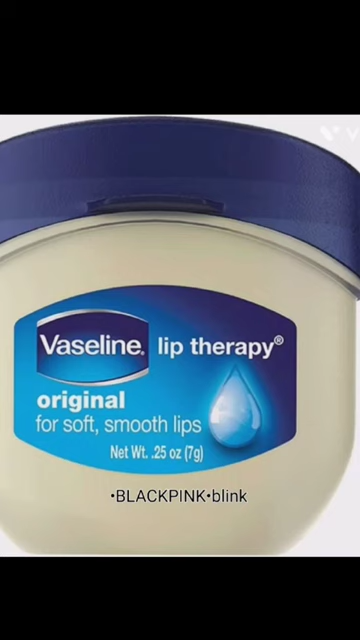 Vaseline® lip therapy®
original
for soft, smooth lips
Net Wt. .25 oz (7g)
•BLACKPINK•blink